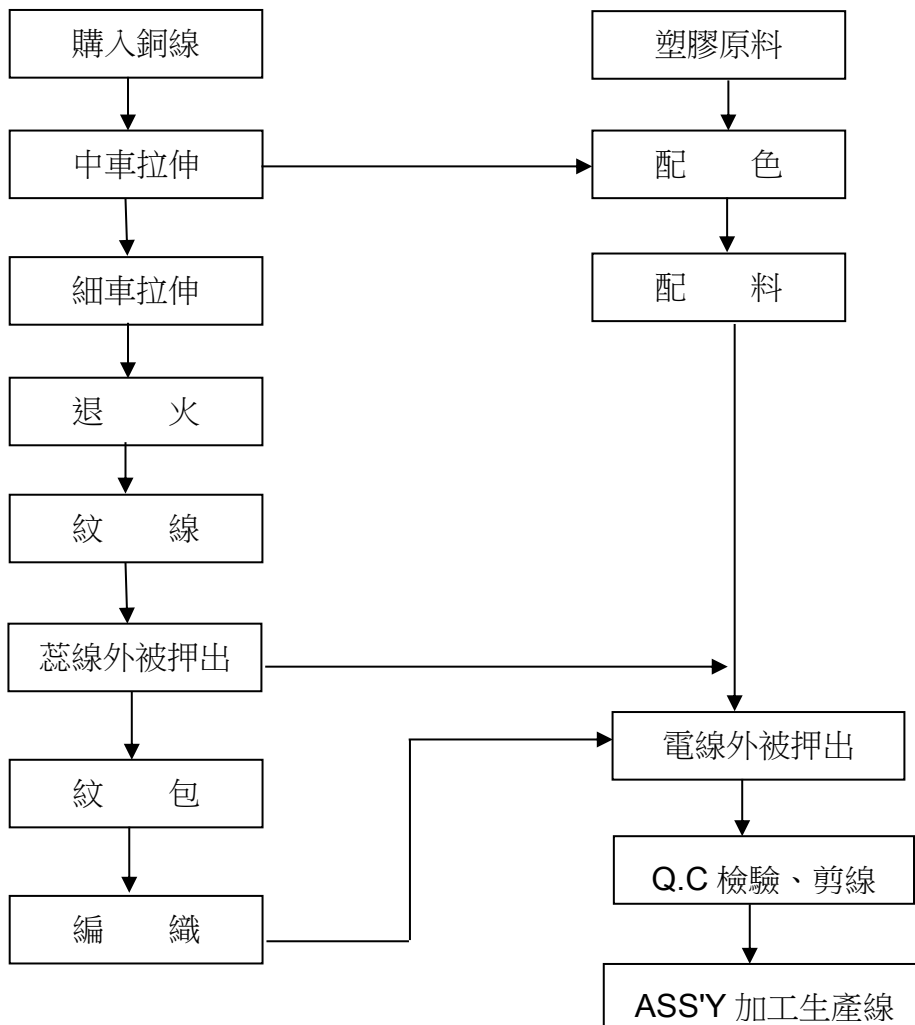 購入銅線
塑膠原料
中車拉伸
配 色
細車拉伸
配 料
退 火
紋 線
蕊線外被押出
電線外被押出
紋 包
Q.C 檢驗、剪線
編 織
ASS'Y 加工生產線